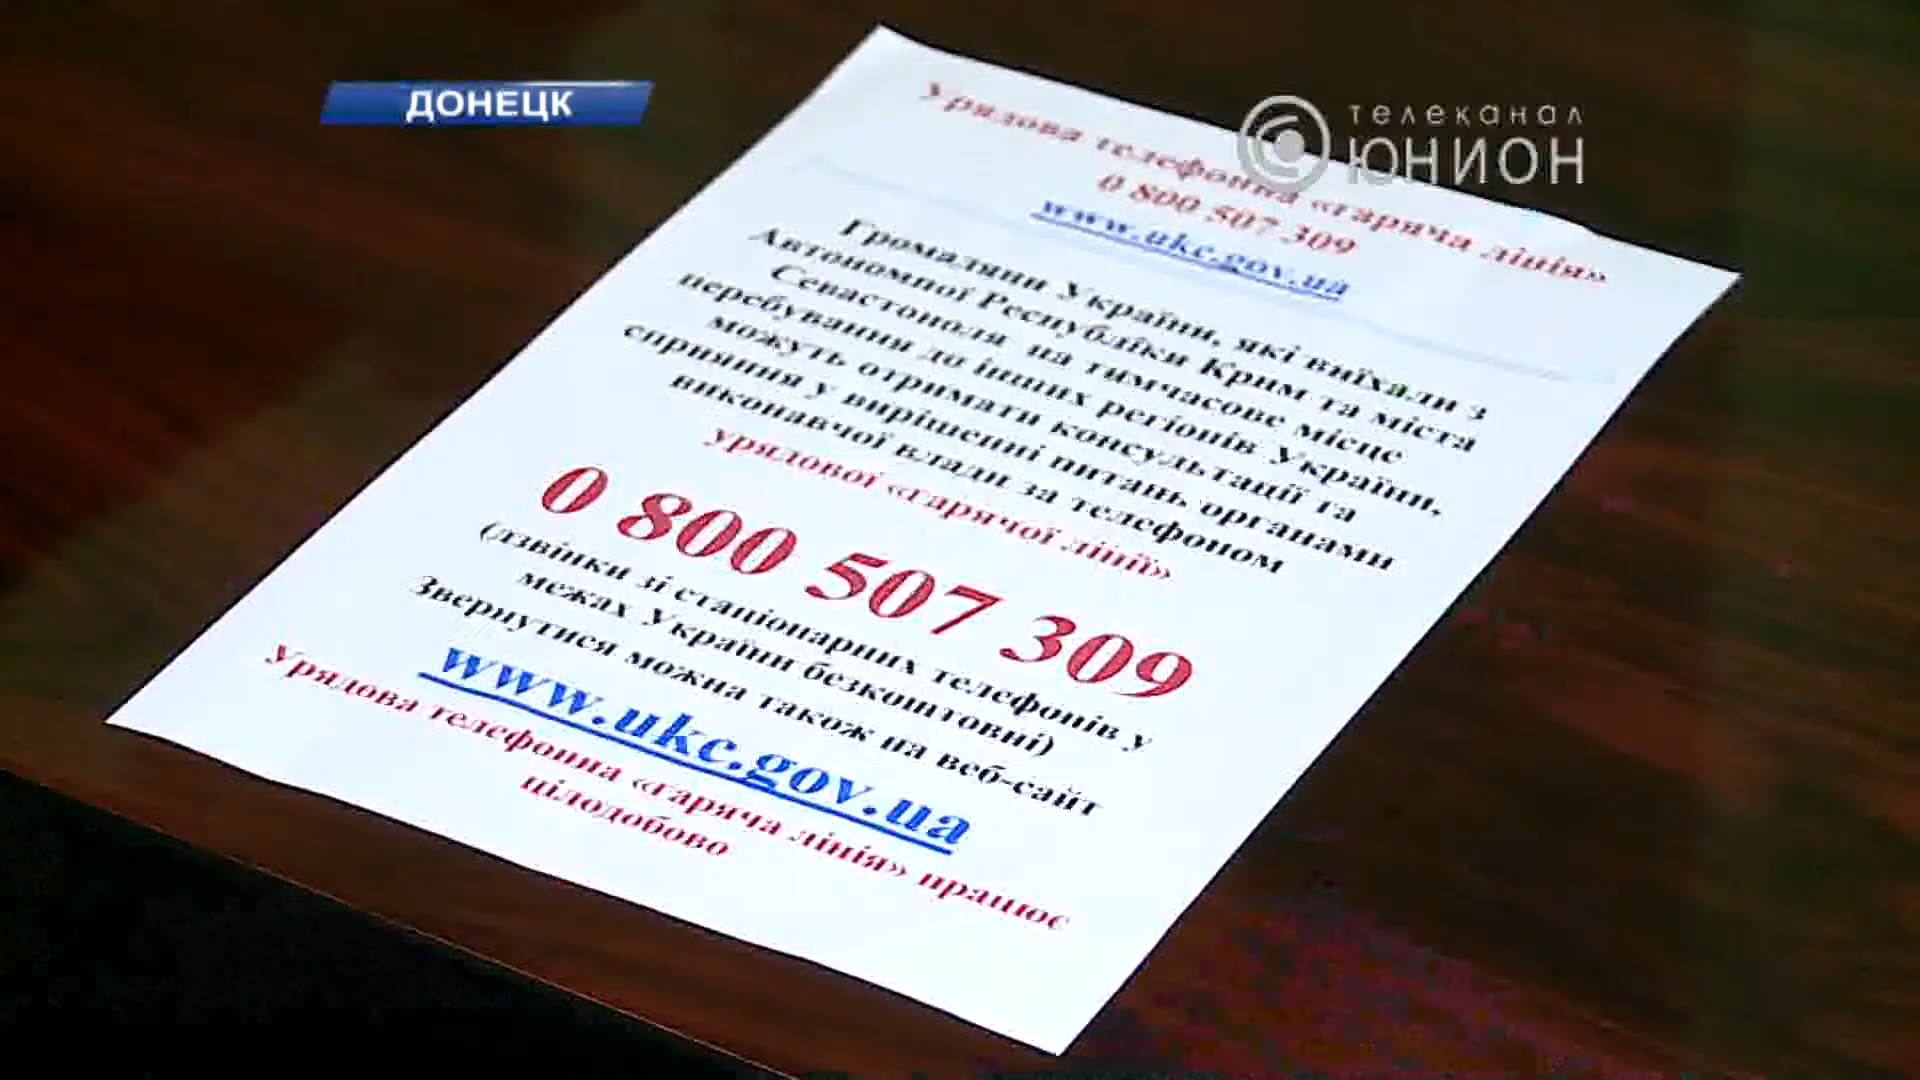 ДОНЕЦК
телеканал
ЮНИОН
Урядова телефонна «гаряча лінія»
0 800 507 309
www.ukc.gov.ua
Громадяни України, які виїхали з
Автономної Республіки Крим та міста
Севастополя на тимчасове місце
перебування до інших регіонів України,
можуть отримати консультації та
сприяння у вирішенні питань органами
виконавчої влади за телефоном
урядової «гарячої лінії»
0 800 507 309
(дзвінки зі стаціонарних телефонів у
межах України безкоштовні)
Звернутися можна також на веб-сайт
www.ukc.gov.ua
Урядова телефонна «гаряча лінія» працює
цілодобово